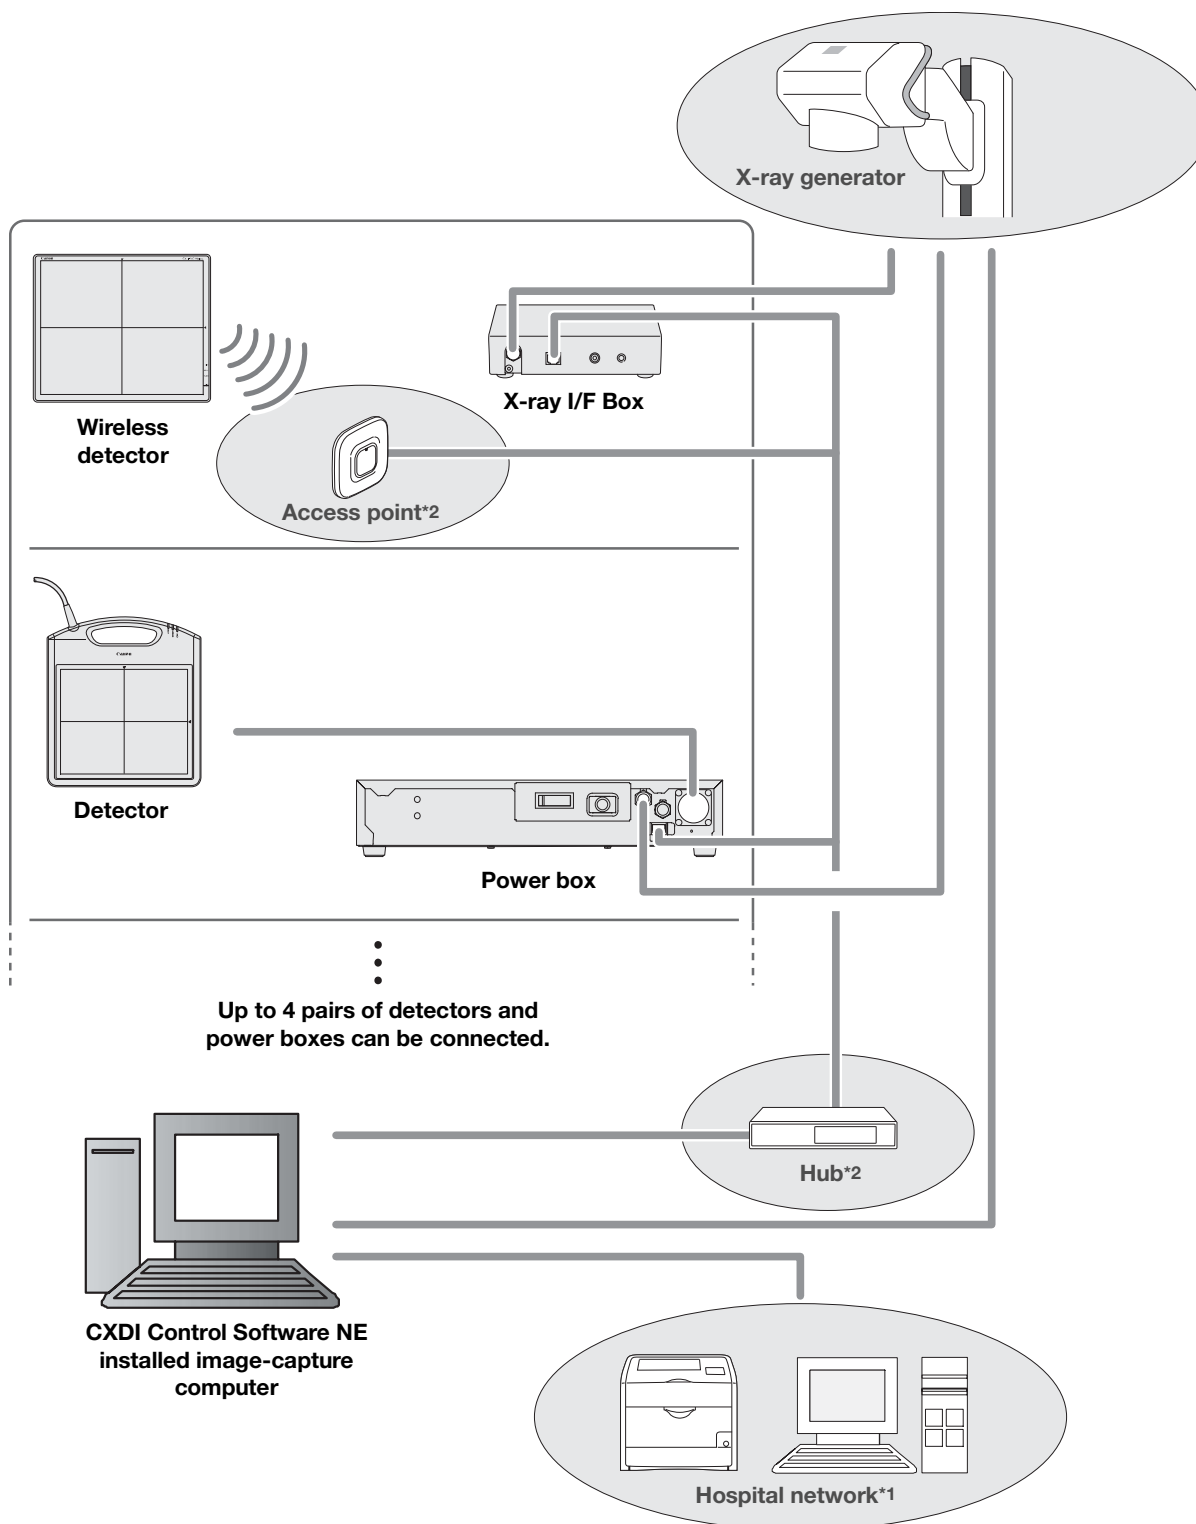 X-ray generator
X-ray I/F Box
Wireless
detector
Access point*2
Canon
Detector
Power box
Up to 4 pairs of detectors and
power boxes can be connected.
Hub*2
CXDI Control Software NE
installed image-capture
computer
Hospital network*1